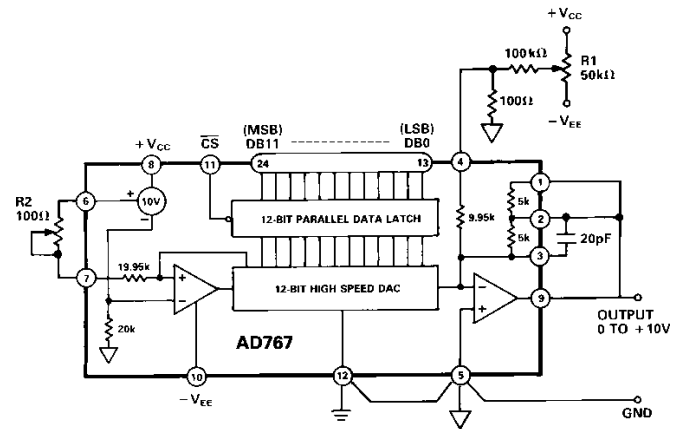 + VCC
100kΩ
R1
50kΩ
100Ω
− VEE
(MSB)
DB11
(LSB)
DB0
+ VCC
CS
8
11
24
13
4
1
5k
2
5k
3
20pF
6
+
10V
−
R2
100Ω
12-BIT PARALLEL DATA LATCH
9.95k
7
19.95k
+
−
12-BIT HIGH SPEED DAC
−
+
9
OUTPUT
0 TO +10V
20k
AD767
10
12
5
− VEE
GND